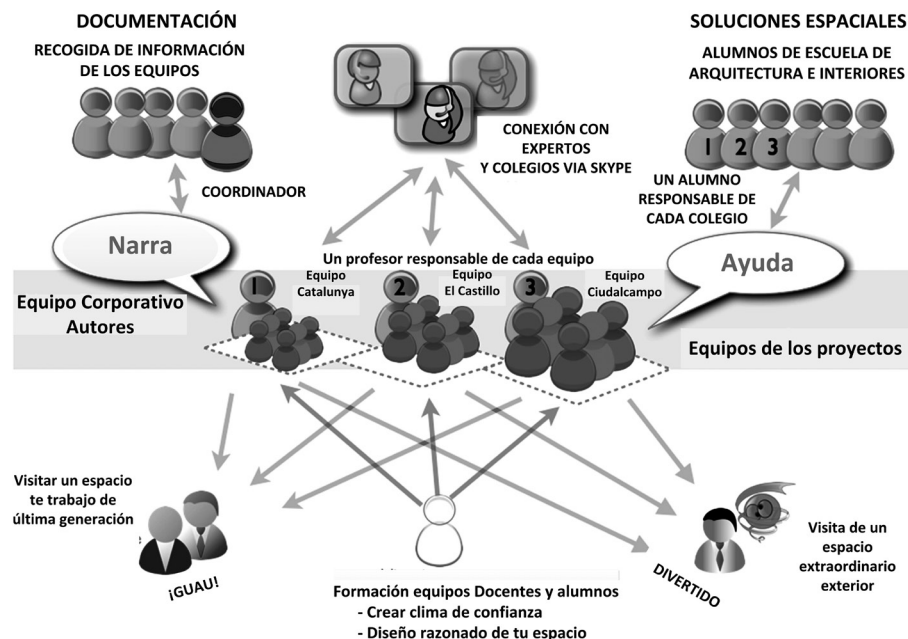 DOCUMENTACIÓN
RECOGIDA DE INFORMACIÓN
DE LOS EQUIPOS
COORDINADOR
Narra
CONEXIÓN CON
EXPERTOS
Y COLEGIOS VIA SKYPE
SOLUCIONES ESPACIALES
ALUMNOS DE ESCUELA DE
ARQUITECTURA E INTERIORES
1 2 3
UN ALUMNO
RESPONSABLE DE
CADA COLEGIO
Ayuda
Un profesor responsable de cada equipo
1
Equipo
Catalunya
2
Equipo
El Castillo
3
Equipo
Ciudalcampo
Equipo Corporativo
Autores
Equipos de los proyectos
Visitar un espacio
te trabajo de
última generación
¡GUAU!
Formación equipos Docentes y alumnos
- Crear clima de confianza
- Diseño razonado de tu espacio
DIVERTIDO
Visita de un
espacio
extraordinario
exterior